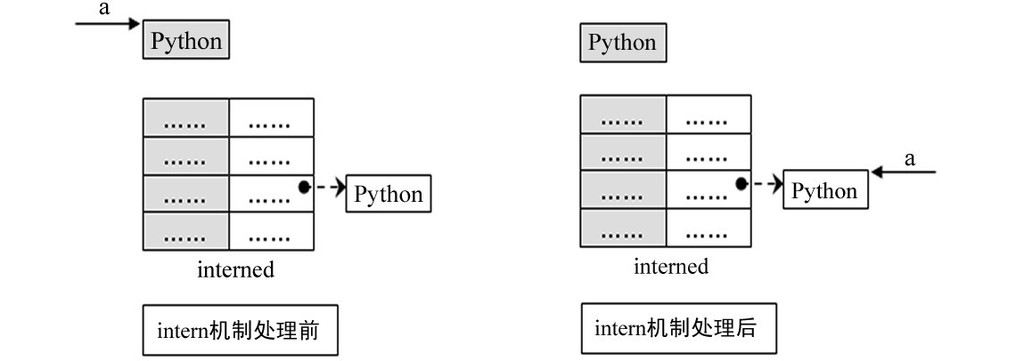 a
Python
……  ……
……  ……
……  ……
Python
……  ……
interned
intern机制处理前
Python
……  ……
……  ……
a
……  ……
Python
……  ……
interned
intern机制处理后